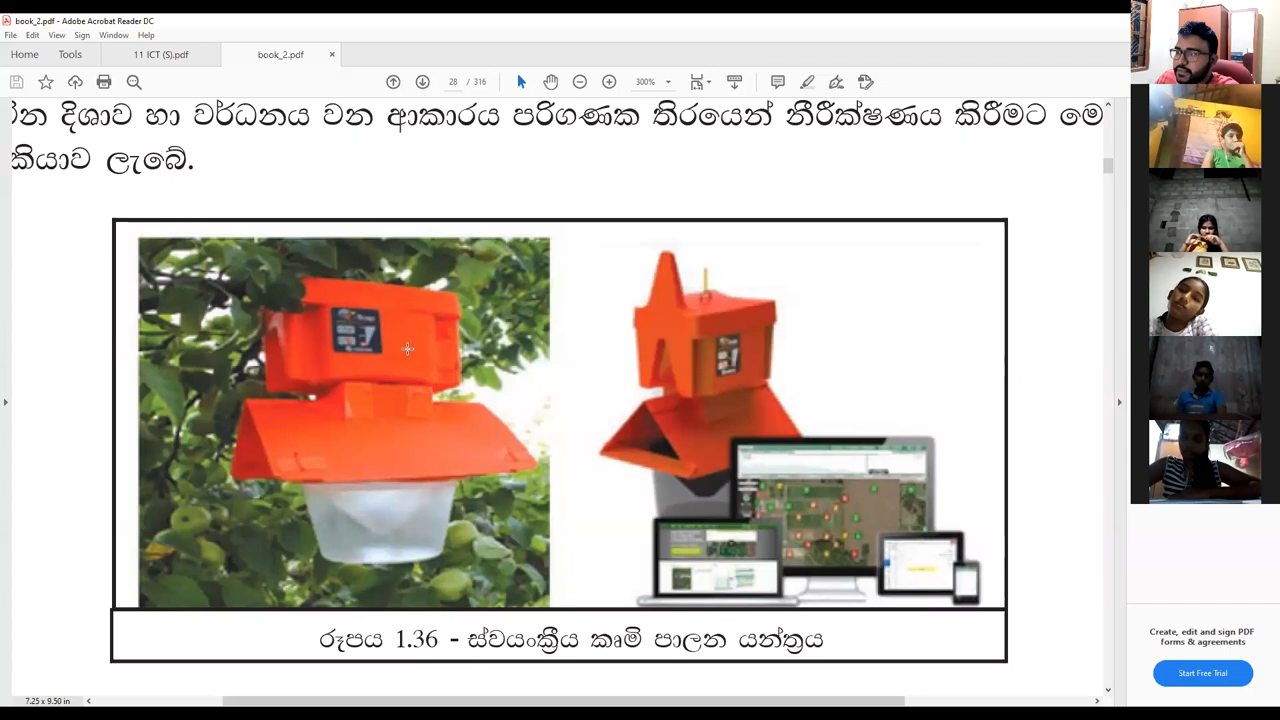 book_2.pdf - Adobe Acrobat Reader DC
File Edit View Sign Window Help
Home Tools 11 ICT (S).pdf book_2.pdf ×
28 / 316 300%
වන දිශාව හා වර්ධනය වන ආකාරය පරිගණක තිරයෙන් නිරීක්ෂණය කිරීමට මෙ
කියාව ලැබේ.
රූපය 1.36 - ස්වයංක්‍රීය කෘමි පාලන යන්ත්‍රය
Create, edit and sign PDF
forms & agreements
Start Free Trial
7.25 x 9.50 in